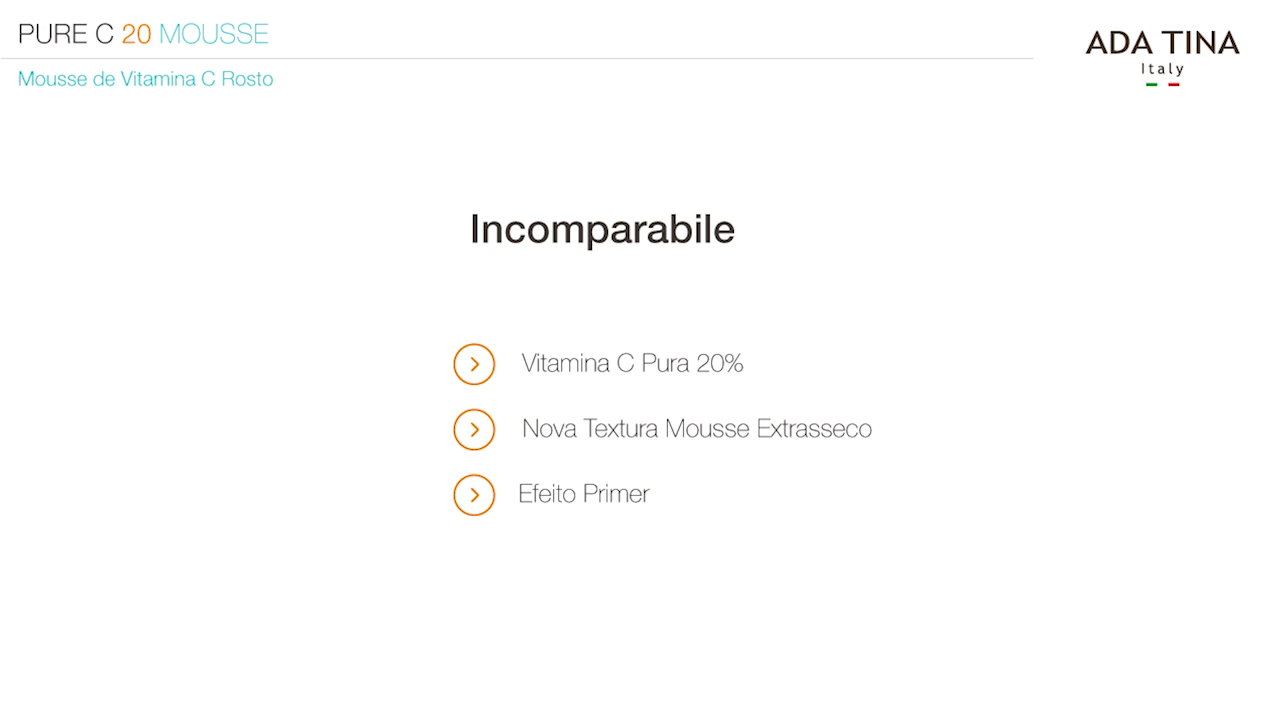 PURE C 20 MOUSSE
Mousse de Vitamina C Rosto
ADA TINA
Italy
Incomparabile
Vitamina C Pura 20%
Nova Textura Mousse Extrasseco
Efeito Primer